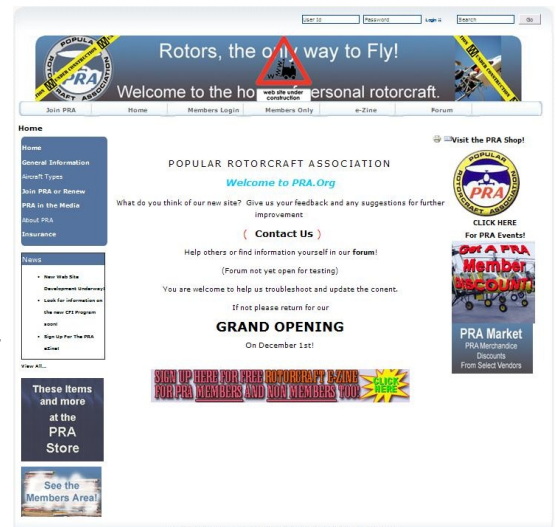 User Id
Password
Login
Search
Go
POPULAR
PRA
ROTORCRAFT ASSOCIATION
UNDER CONSTRUCTION
Rotors, the only way to Fly!
Welcome to the home of personal rotorcraft.
web site under
construction
Join PRA
Home
Members Login
Members Only
e-Zine
Forum
Home
Home
General Information
Aircraft Types
Join PRA or Renew
PRA in the Media
About PRA
Insurance
News
New Web Site
Development Underway!
Look for information on
the new CFI Program
soon!
Sign Up For The PRA
eZine!
View All...
These Items
and more
at the
PRA
Store
See the
Members Area!
POPULAR ROTORCRAFT ASSOCIATION
Welcome to PRA.Org
What do you think of our new site? Give us your feedback and any suggestions for further
improvement
( Contact Us )
Help others or find information yourself in our forum!
(Forum not yet open for testing)
You are welcome to help us troubleshoot and update the conent.
If not please return for our
GRAND OPENING
On December 1st!
SIGN UP HERE FOR FREE ROTORCRAFT E-ZINE
FOR PRA MEMBERS AND NON MEMBERS TOO!
CLICK
HERE
Visit the PRA Shop!
POPULAR
PRA
ROTORCRAFT ASSOCIATION
CLICK HERE
For PRA Events!
Get A PRA
Member
DISCOUNT!
PRA Market
PRA Merchandise
Discounts
From Select Vendors